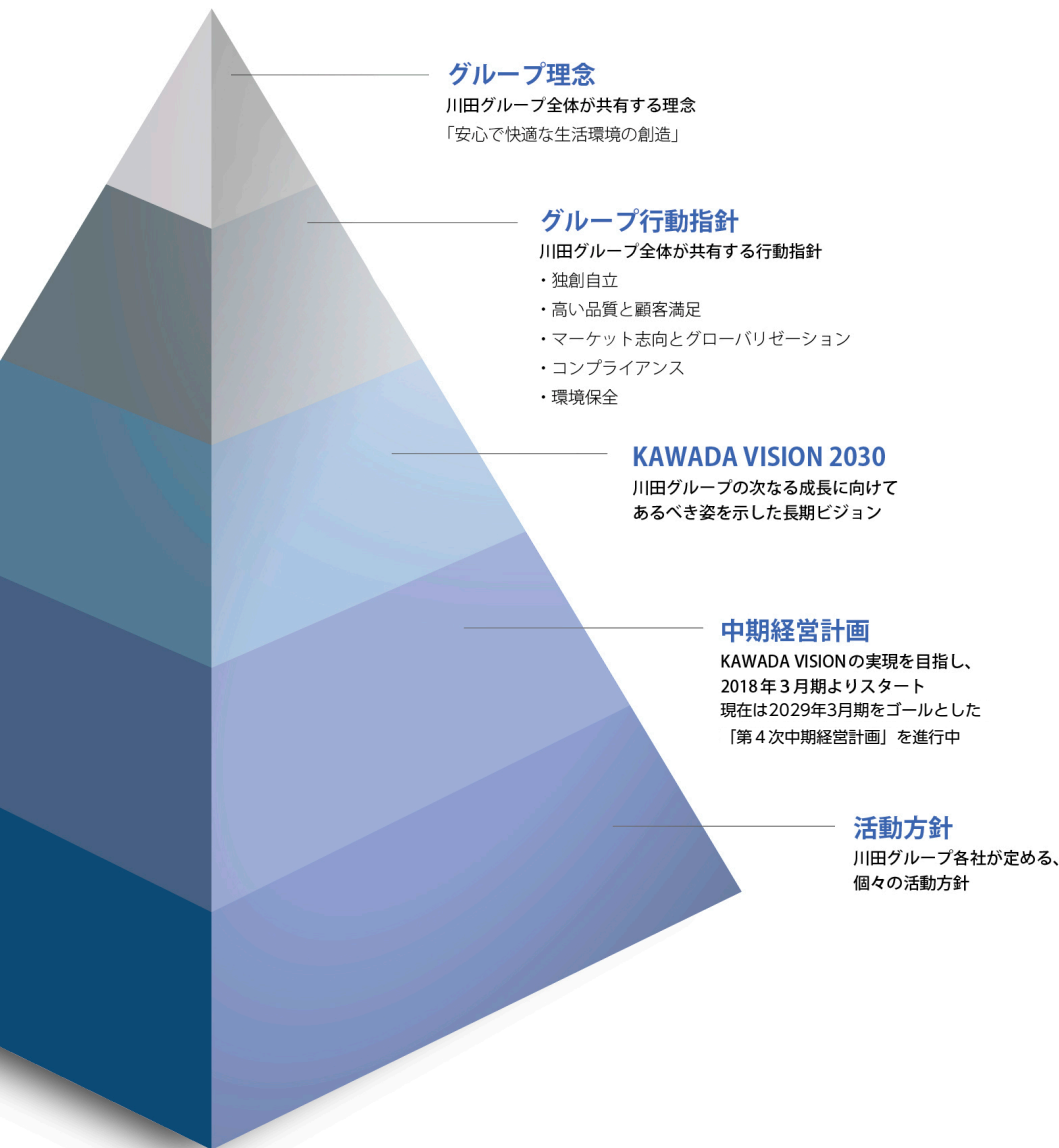 グループ理念
川田グループ全体が共有する理念
「安心で快適な生活環境の創造」
グループ行動指針
川田グループ全体が共有する行動指針
・独創自立
・高い品質と顧客満足
・マーケット志向とグローバリゼーション
・コンプライアンス
・環境保全
KAWADA VISION 2030
川田グループの次なる成長に向けて
あるべき姿を示した長期ビジョン
中期経営計画
KAWADA VISIONの実現を目指し、
2018年3月期よりスタート
現在は2029年3月期をゴールとした
「第4次中期経営計画」を進行中
活動方針
川田グループ各社が定める、
個々の活動方針